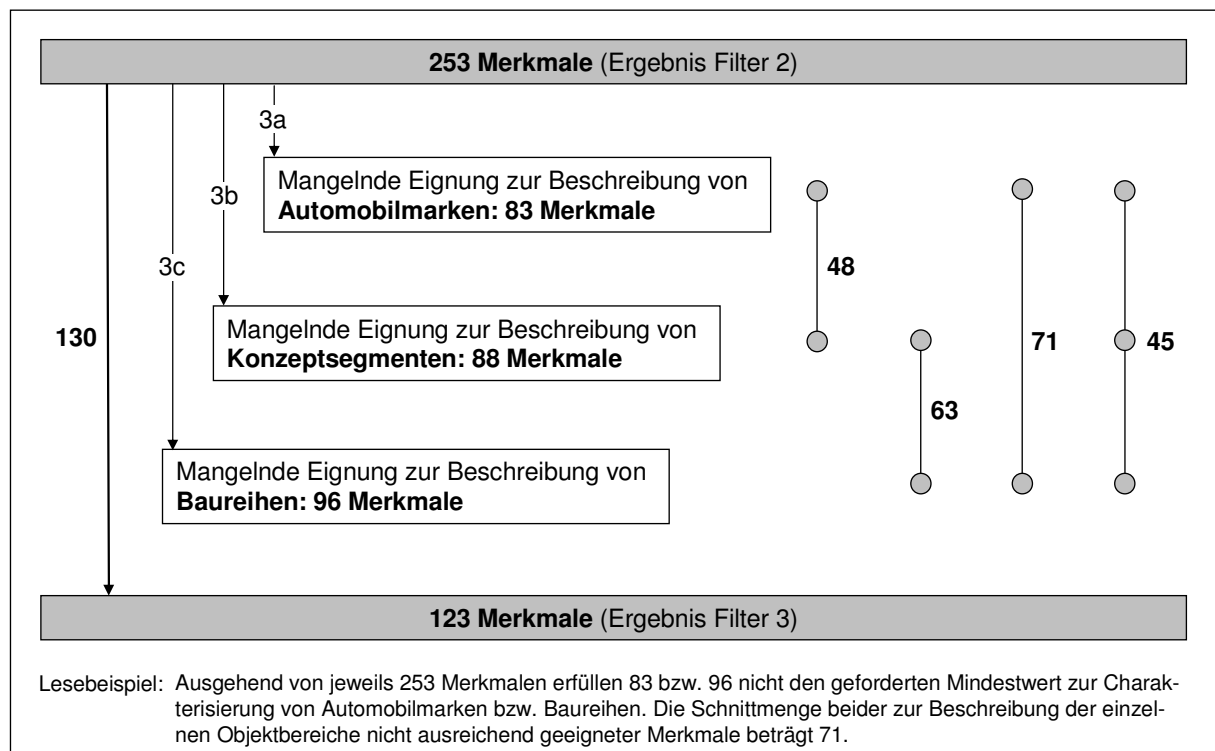 253 Merkmale (Ergebnis Filter 2)
3a
Mangelnde Eignung zur Beschreibung von
Automobilmarken: 83 Merkmale
3b
48
3c
Mangelnde Eignung zur Beschreibung von
Konzeptsegmenten: 88 Merkmale
130
71
45
63
Mangelnde Eignung zur Beschreibung von
Baureihen: 96 Merkmale
123 Merkmale (Ergebnis Filter 3)
Lesebeispiel: Ausgehend von jeweils 253 Merkmalen erfüllen 83 bzw. 96 nicht den geforderten Mindestwert zur Charak-
terisierung von Automobilmarken bzw. Baureihen. Die Schnittmenge beider zur Beschreibung der einzel-
nen Objektbereiche nicht ausreichend geeigneter Merkmale beträgt 71.